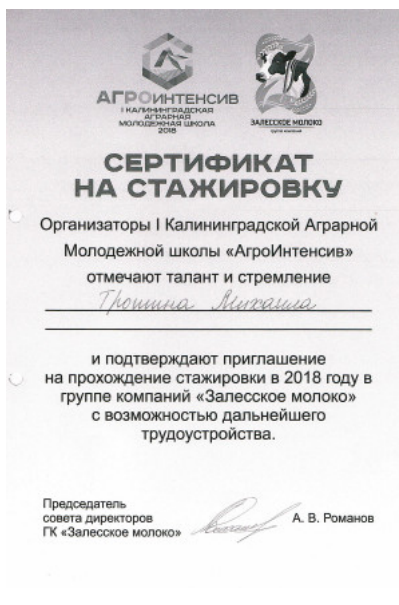 АГРОИНТЕНСИВ
I КАЛИНИНГРАДСКАЯ
АГРАРНАЯ
МОЛОДЕЖНАЯ ШКОЛА
2018
ЗАЛЕССКОЕ МОЛОКО
группа компаний
СЕРТИФИКАТ
НА СТАЖИРОВКУ
Организаторы I Калининградской Аграрной
Молодежной школы «АгроИнтенсив»
отмечают талант и стремление
Трошина Михаила
и подтверждают приглашение
на прохождение стажировки в 2018 году в
группе компаний «Залесское молоко»
с возможностью дальнейшего
трудоустройства.
Председатель
совета директоров
ГК «Залесское молоко»
А. В. Романов